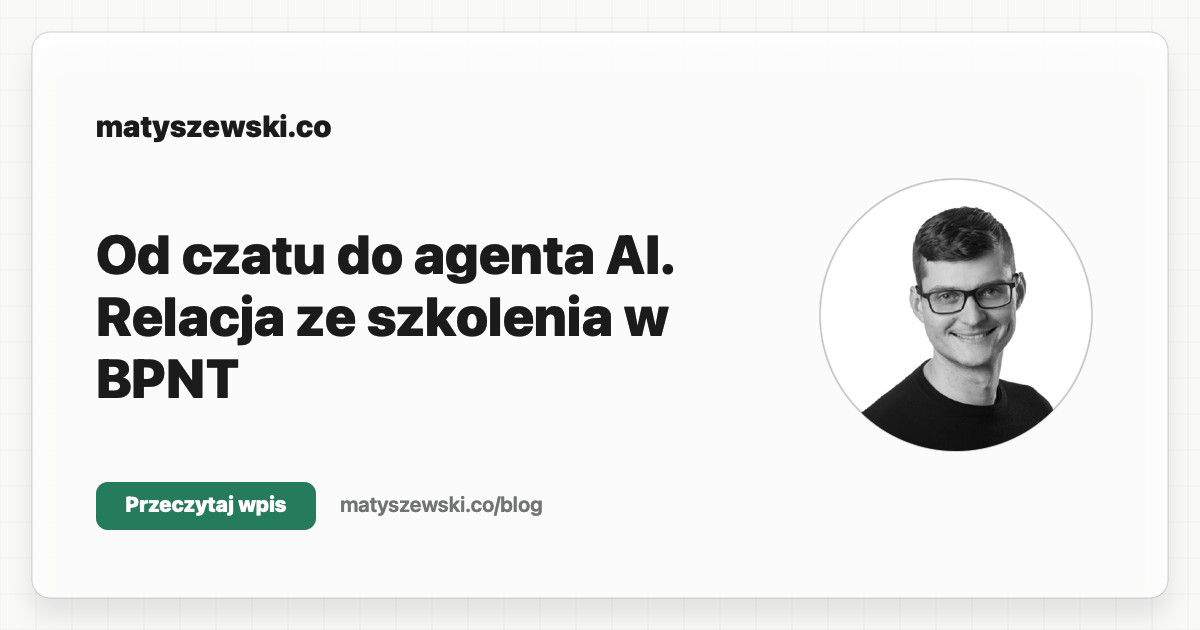 matyszewski.co
Od czatu do agenta AI.
Relacja ze szkolenia w
BPNT
Przeczytaj wpis
matyszewski.co/blog